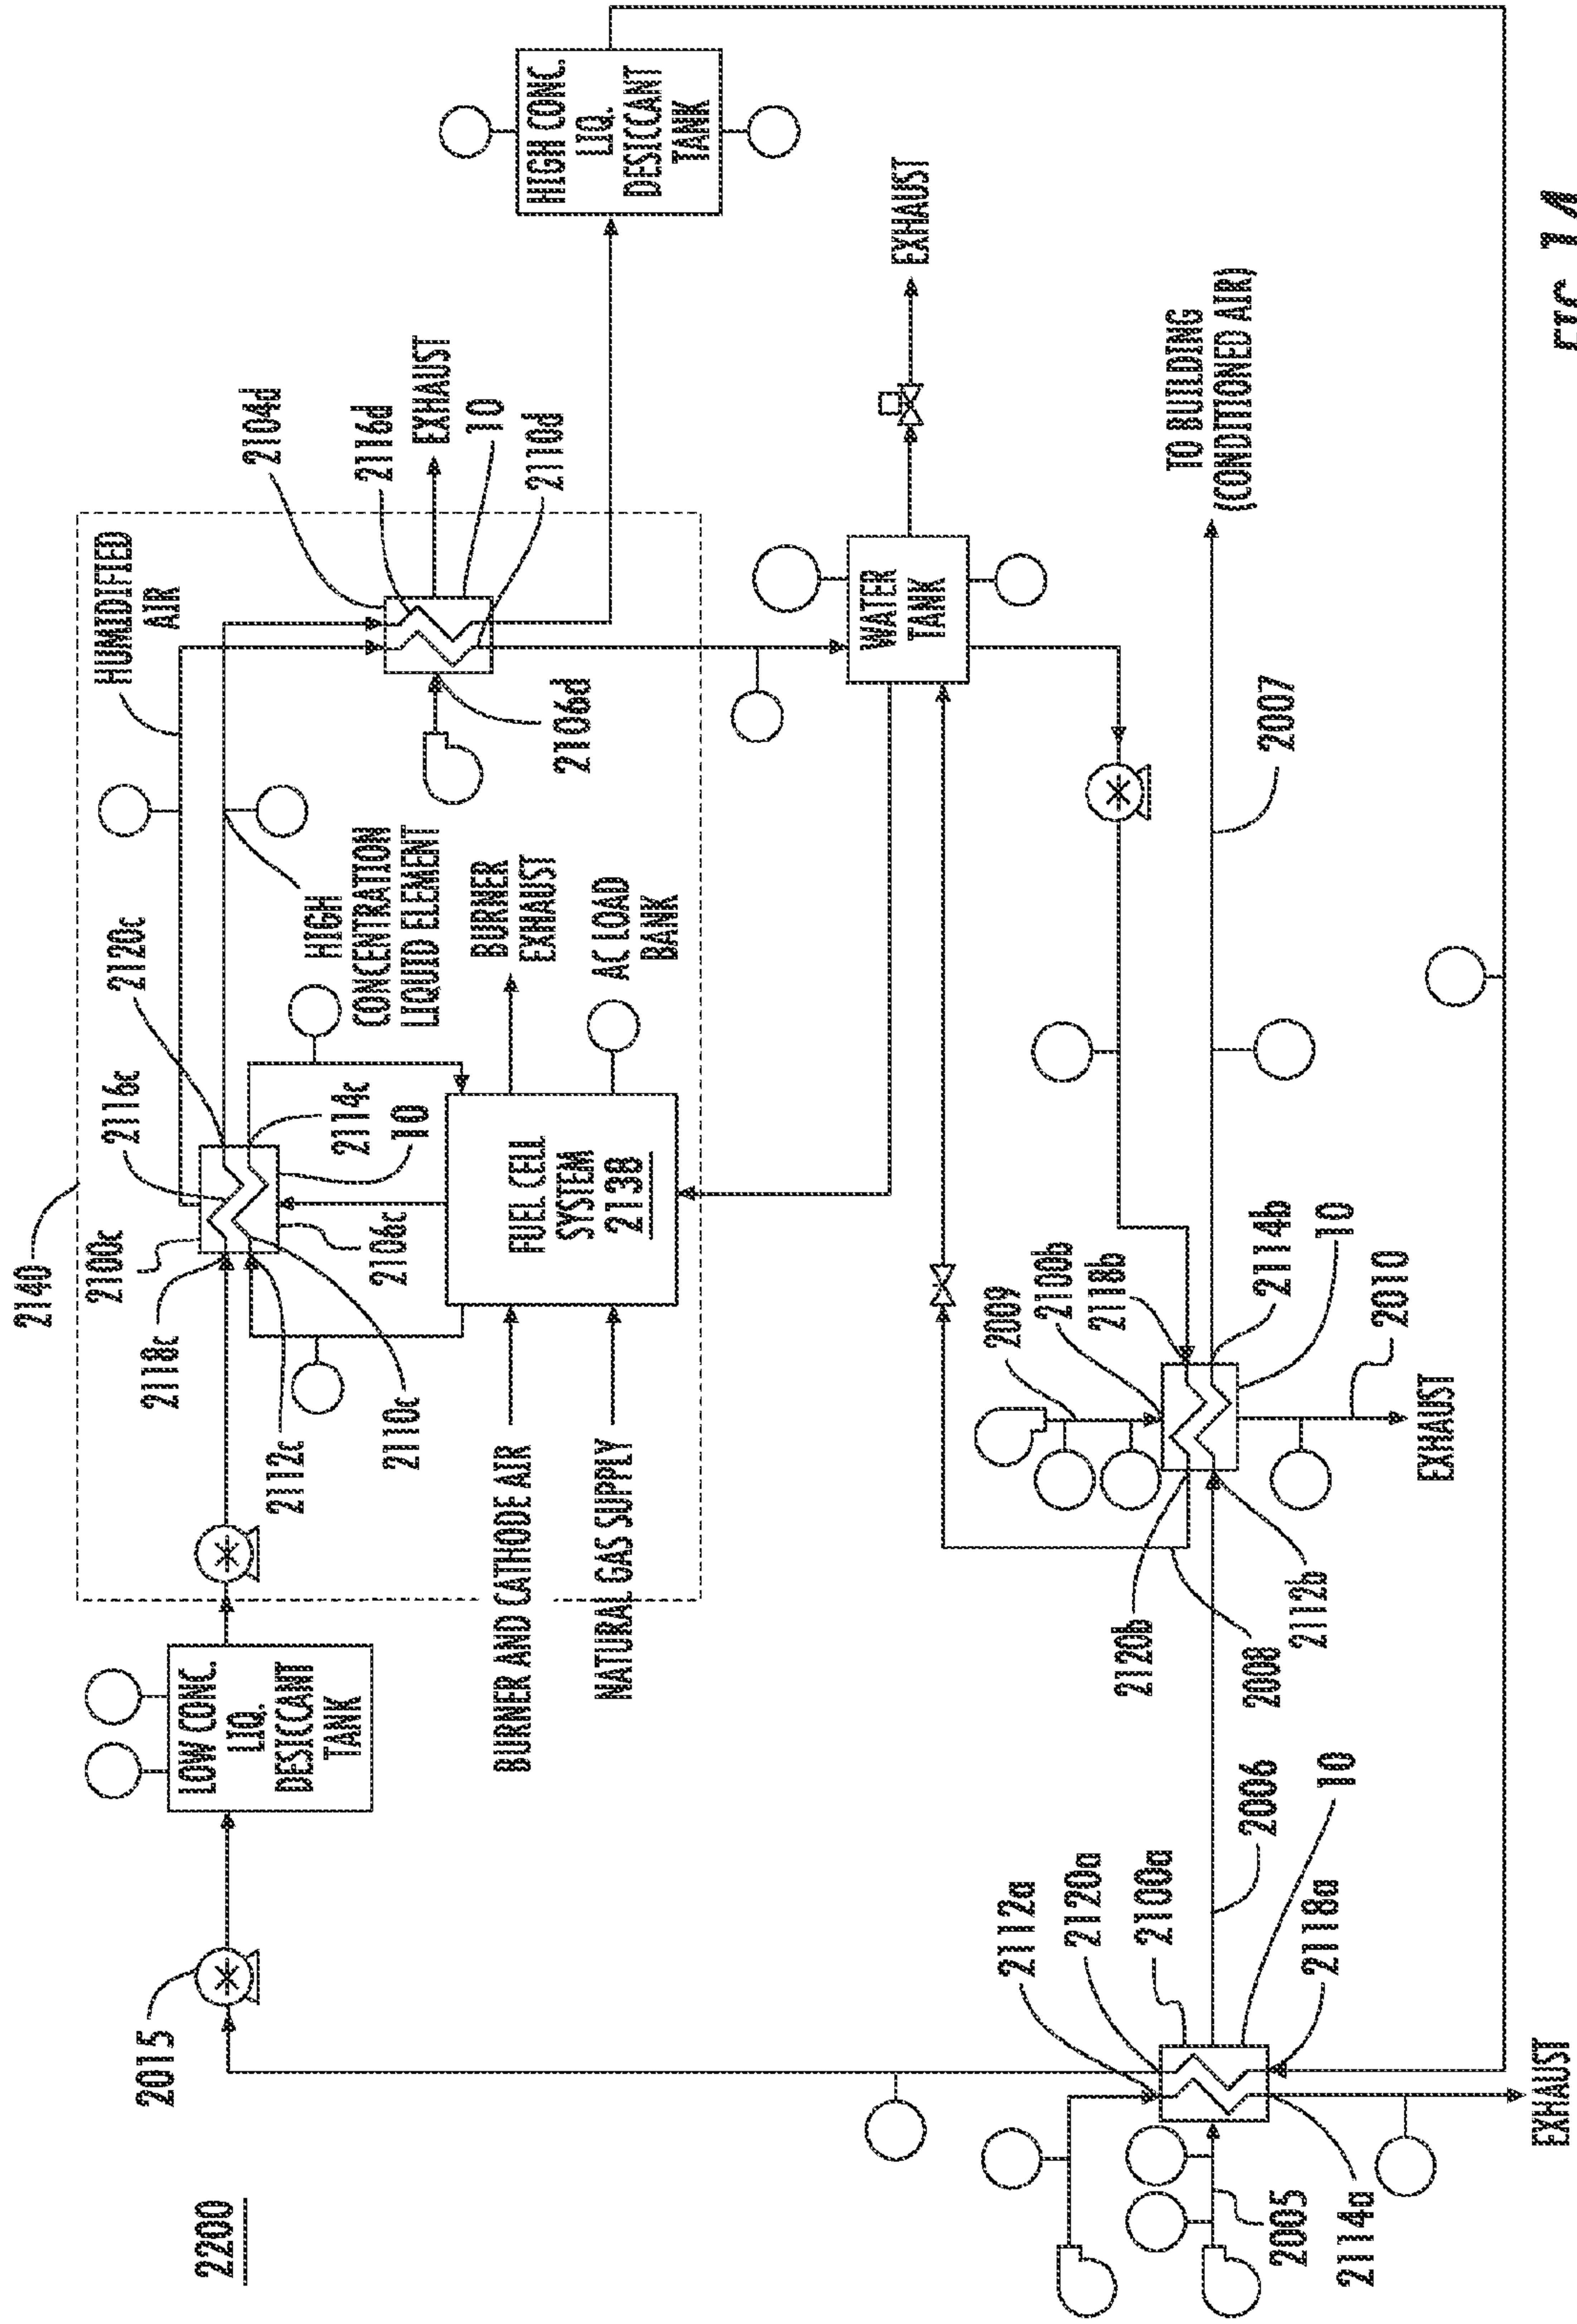 2200
2140
2015
LOW CONC.
LIQ.
DESICCANT
TANK
2118c
2100c
2116c
2120c
HUMIDIFIED
AIR
2112c
2110c
2106c
2114c
10
HIGH
CONCENTRATION
LIQUID ELEMENT
2104d
2116d
EXHAUST
10
2110d
2106d
HIGH CONC.
LIQ.
DESICCANT
TANK
BURNER AND CATHODE AIR
NATURAL GAS SUPPLY
FUEL CELL
SYSTEM
2138
BURNER
EXHAUST
AC LOAD
BANK
WATER
TANK
EXHAUST
2112a
2120a
2100a
2005
2114a
2006
2118a
10
EXHAUST
2009
2100b
2118b
2120b
2008
2112b
2114b
10
2010
EXHAUST
2007
TO BUILDING
(CONDITIONED AIR)
FIG. 14